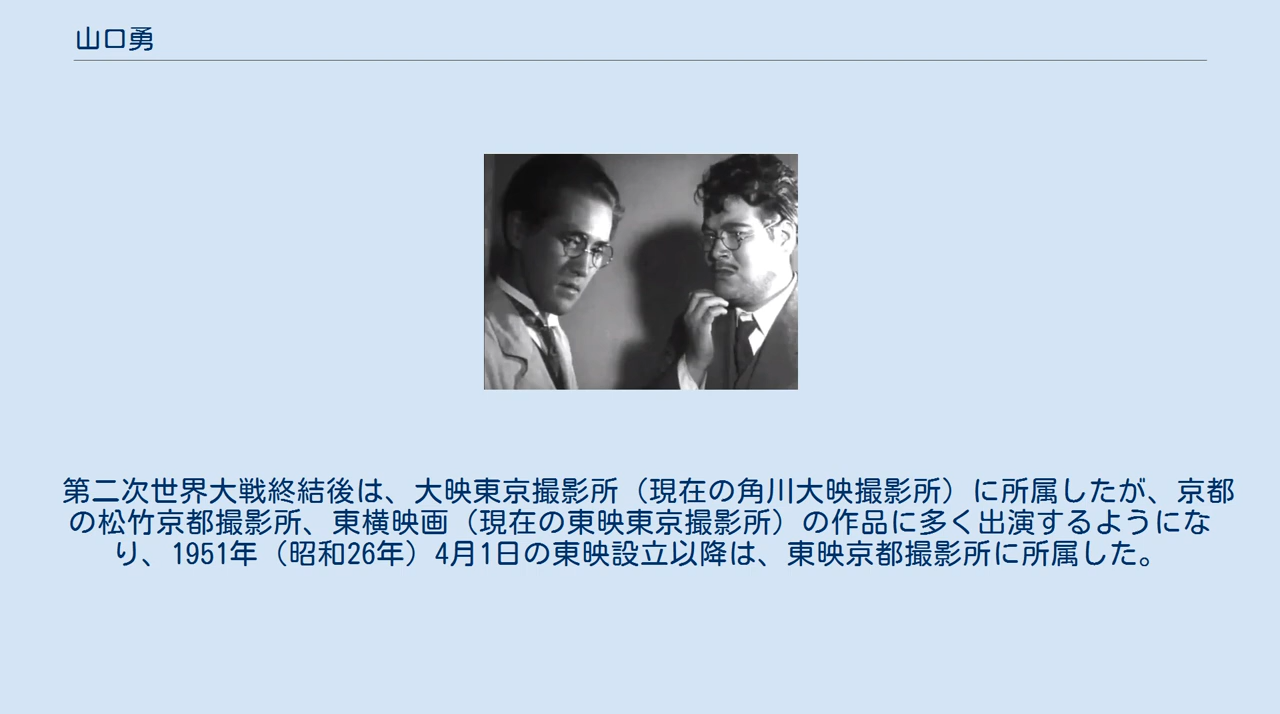 山口勇
第二次世界大戦終結後は、大映東京撮影所（現在の角川大映撮影所）に所属したが、京都
の松竹京都撮影所、東横映画（現在の東映東京撮影所）の作品に多く出演するようにな
り、1951年（昭和26年）4月1日の東映設立以降は、東映京都撮影所に所属した。